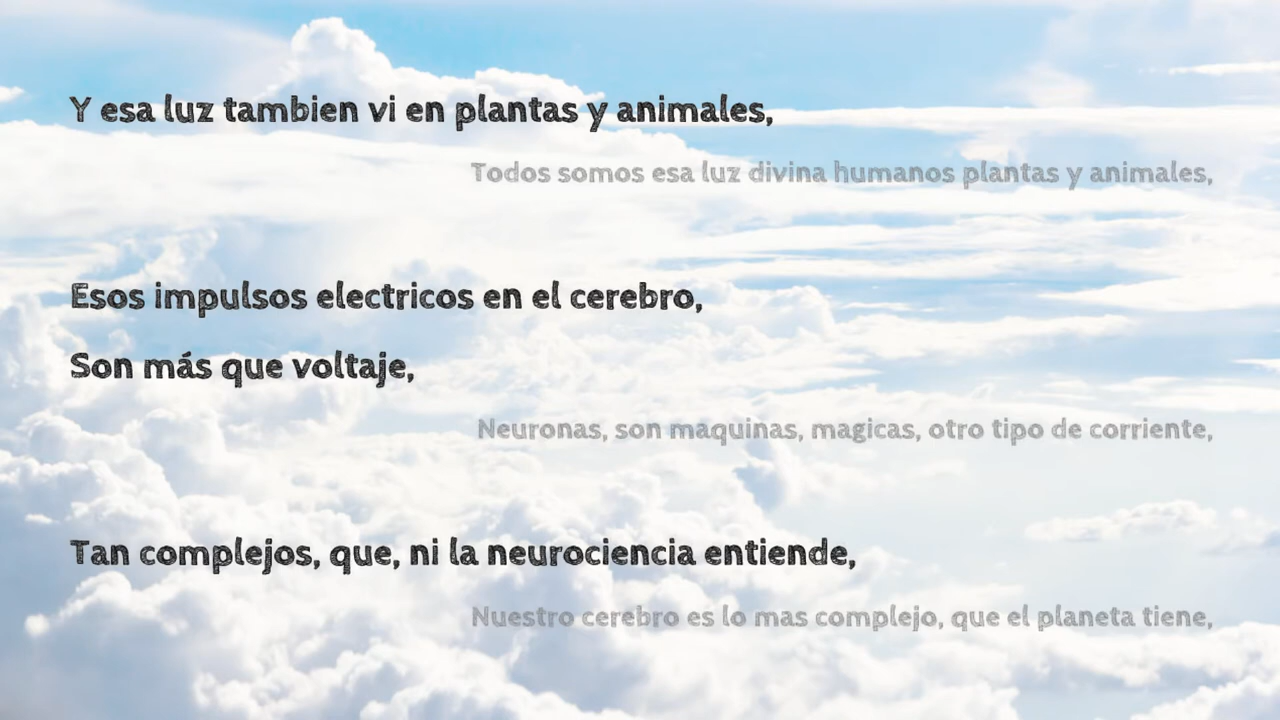 Y esa luz tambien vi en plantas y animales,
Todos somos esa luz divina humanos plantas y animales,
Esos impulsos electricos en el cerebro,
Son más que voltaje,
Neuronas, son maquinas, magicas, otro tipo de corriente,
Tan complejos, que, ni la neurociencia entiende,
Nuestro cerebro es lo mas complejo, que el planeta tiene,